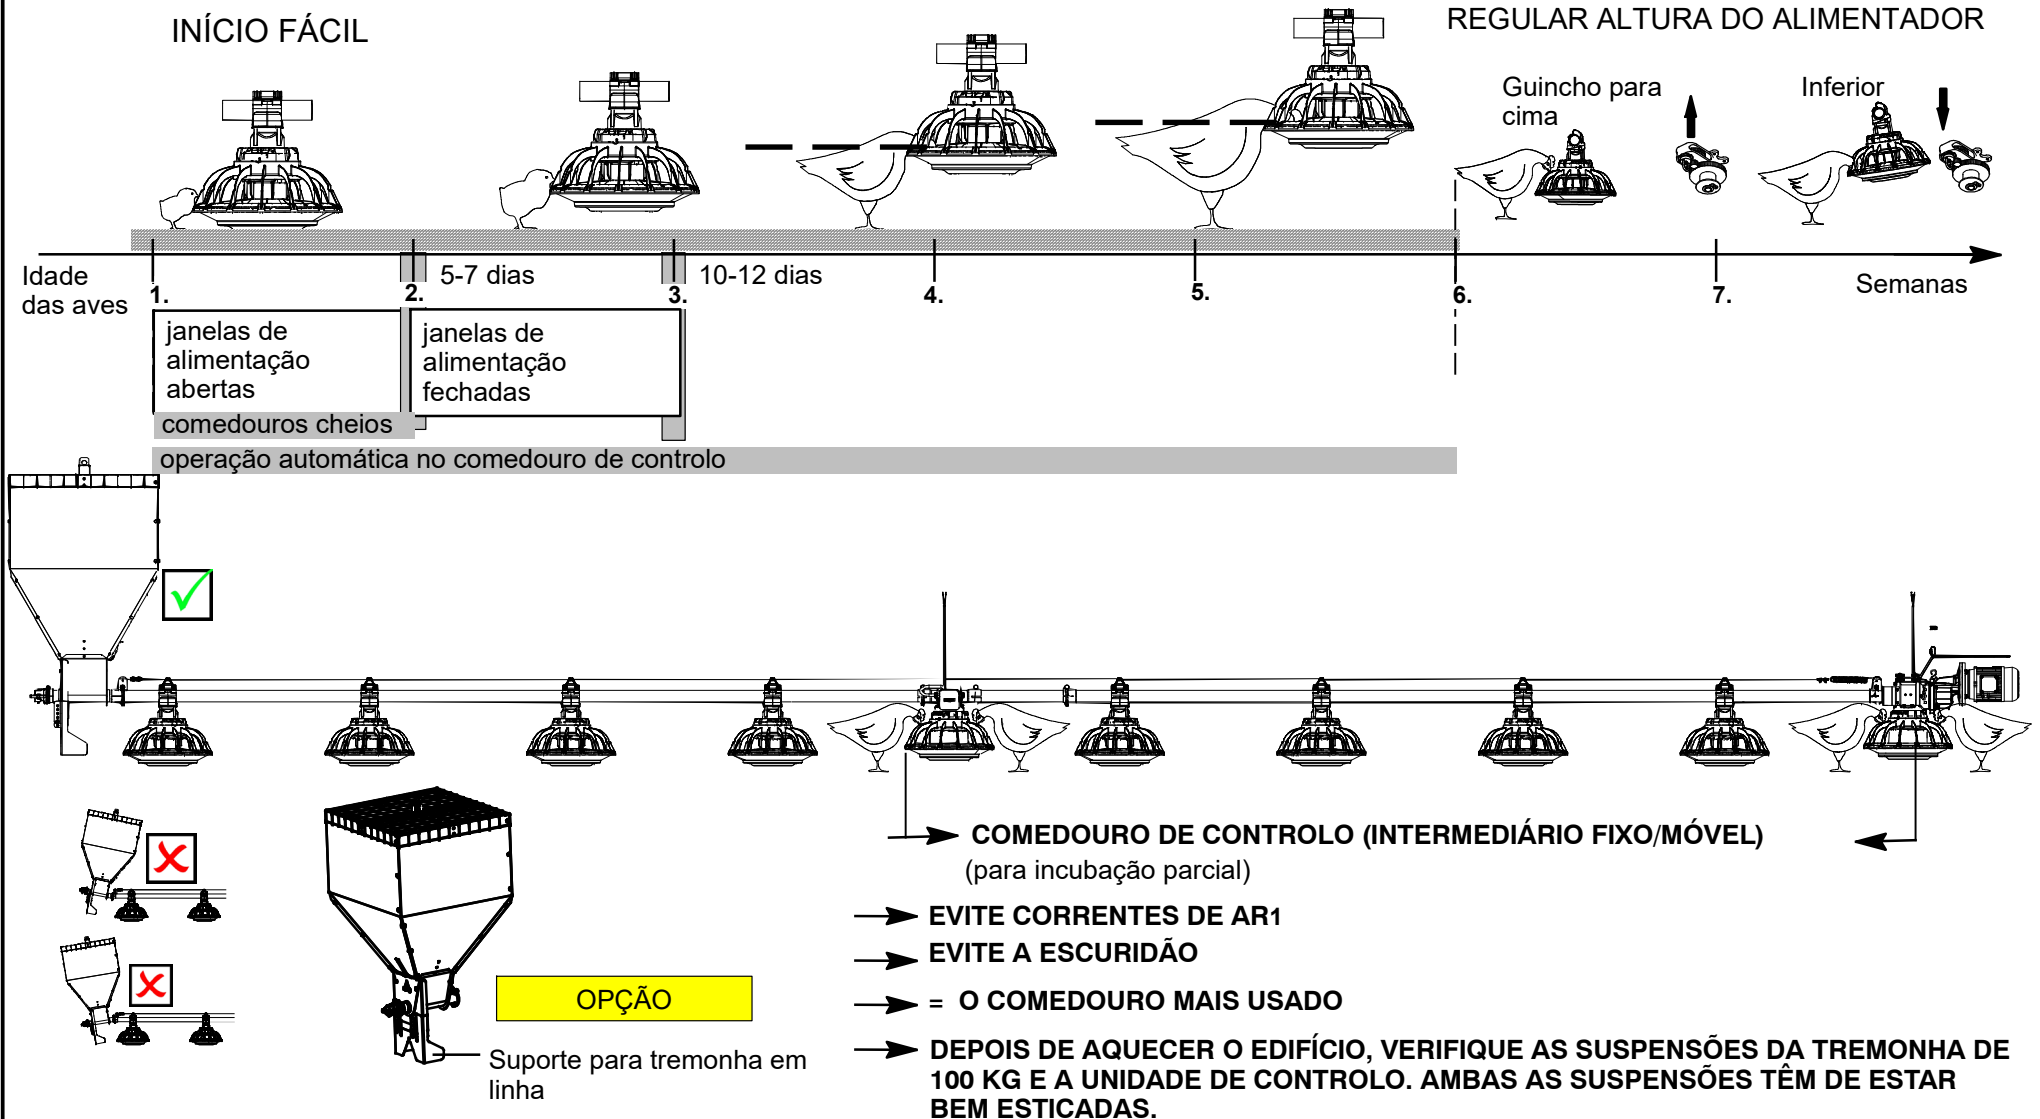 INÍCIO FÁCIL
REGULAR ALTURA DO ALIMENTADOR
Guincho para
cima
Inferior
Idade
das aves
1.
2.
5-7 dias
3.
10-12 dias
4.
5.
6.
7.
Semanas
janelas de
alimentação
abertas
janelas de
alimentação
fechadas
comedouros cheios
operação automática no comedouro de controlo
COMEDOURO DE CONTROLO (INTERMEDIÁRIO FIXO/MÓVEL)
(para incubação parcial)
EVITE CORRENTES DE AR1
EVITE A ESCURIDÃO
= O COMEDOURO MAIS USADO
OPÇÃO
Suporte para tremonha em
linha
DEPOIS DE AQUECER O EDIFÍCIO, VERIFIQUE AS SUSPENSÕES DA TREMONHA DE
100 KG E A UNIDADE DE CONTROLO. AMBAS AS SUSPENSÕES TÊM DE ESTAR
BEM ESTICADAS.